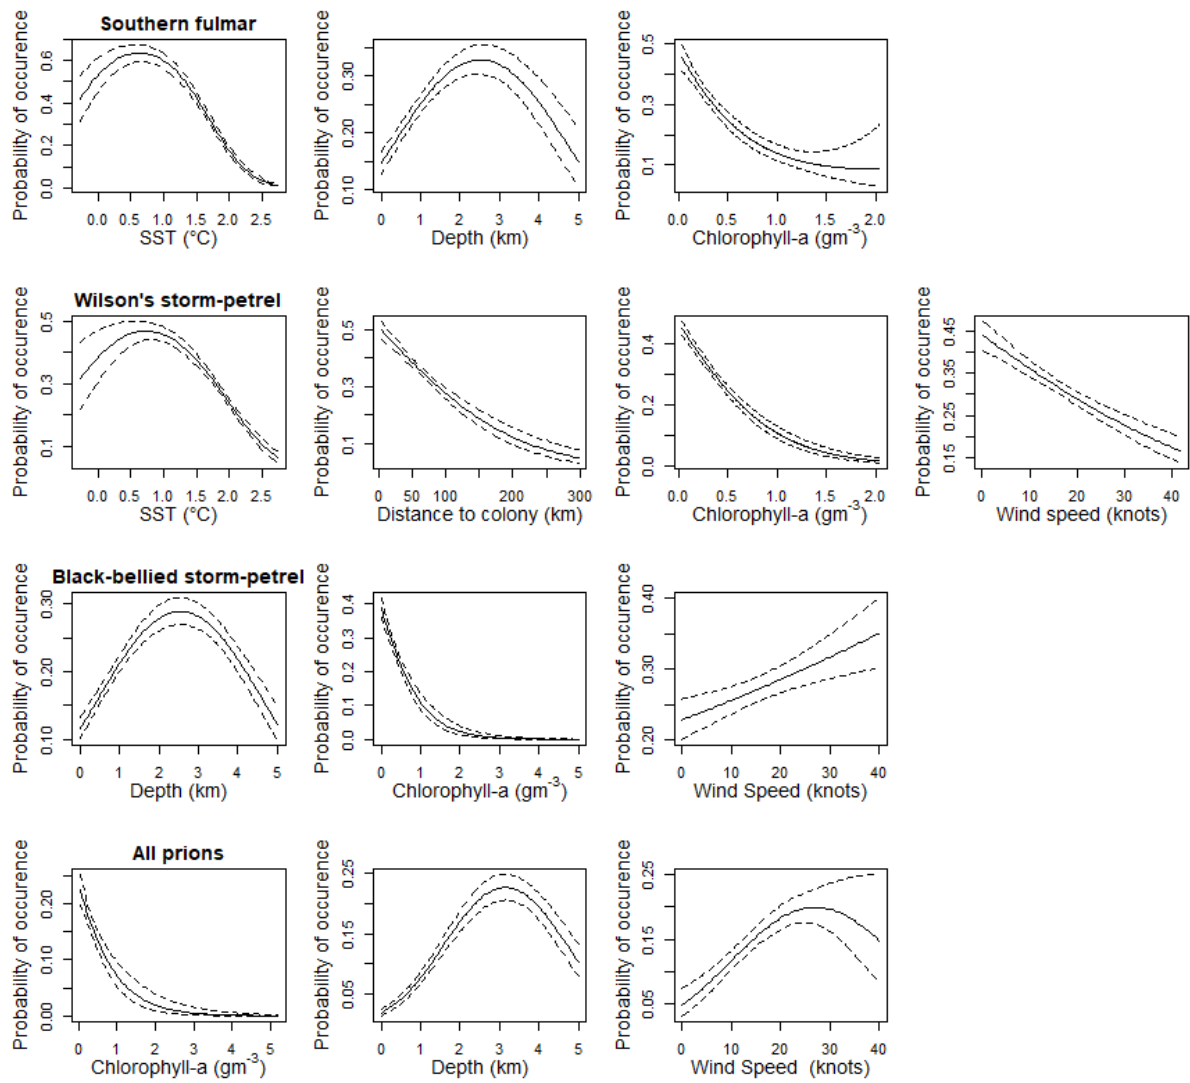 Southern fulmar
Probability of occurence
0.0 0.2 0.4 0.6
0.0 0.5 1.0 1.5 2.0 2.5
SST (°C)
Probability of occurence
0.10 0.20 0.30
0 1 2 3 4 5
Depth (km)
Probability of occurence
0.1 0.3 0.5
0.0 0.5 1.0 1.5 2.0
Chlorophyll-a (gm⁻³)
Wilson's storm-petrel
Probability of occurence
0.1 0.3 0.5
0.0 0.5 1.0 1.5 2.0 2.5
SST (°C)
Probability of occurence
0.1 0.3 0.5
0 50 100 200 300
Distance to colony (km)
Probability of occurence
0.0 0.2 0.4
0.0 0.5 1.0 1.5 2.0
Chlorophyll-a (gm⁻³)
Probability of occurence
0.15 0.25 0.35 0.45
0 10 20 30 40
Wind speed (knots)
Black-bellied storm-petrel
Probability of occurence
0.10 0.20 0.30
0 1 2 3 4 5
Depth (km)
Probability of occurence
0.0 0.1 0.2 0.3 0.4
0 1 2 3 4 5
Chlorophyll-a (gm⁻³)
Probability of occurence
0.20 0.30 0.40
0 10 20 30 40
Wind Speed (knots)
All prions
Probability of occurence
0.00 0.10 0.20
0 1 2 3 4 5
Chlorophyll-a (gm⁻³)
Probability of occurence
0.05 0.15 0.25
0 1 2 3 4 5
Depth (km)
Probability of occurence
0.05 0.15 0.25
0 10 20 30 40
Wind Speed (knots)